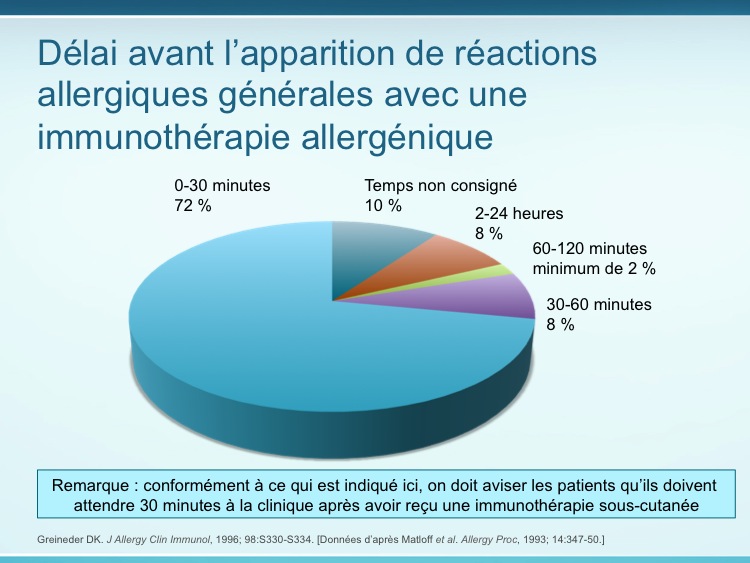 Délai avant l’apparition de réactions
allergiques générales avec une
immunothérapie allergénique
0-30 minutes
72 %
Temps non consigné
10 %
2-24 heures
8 %
60-120 minutes
minimum de 2 %
30-60 minutes
8 %
Remarque : conformément à ce qui est indiqué ici, on doit aviser les patients qu’ils doivent
attendre 30 minutes à la clinique après avoir reçu une immunothérapie sous-cutanée
Greineder DK. J Allergy Clin Immunol, 1996; 98:S330-S334. [Données d’après Matloff et al. Allergy Proc, 1993; 14:347-50.]